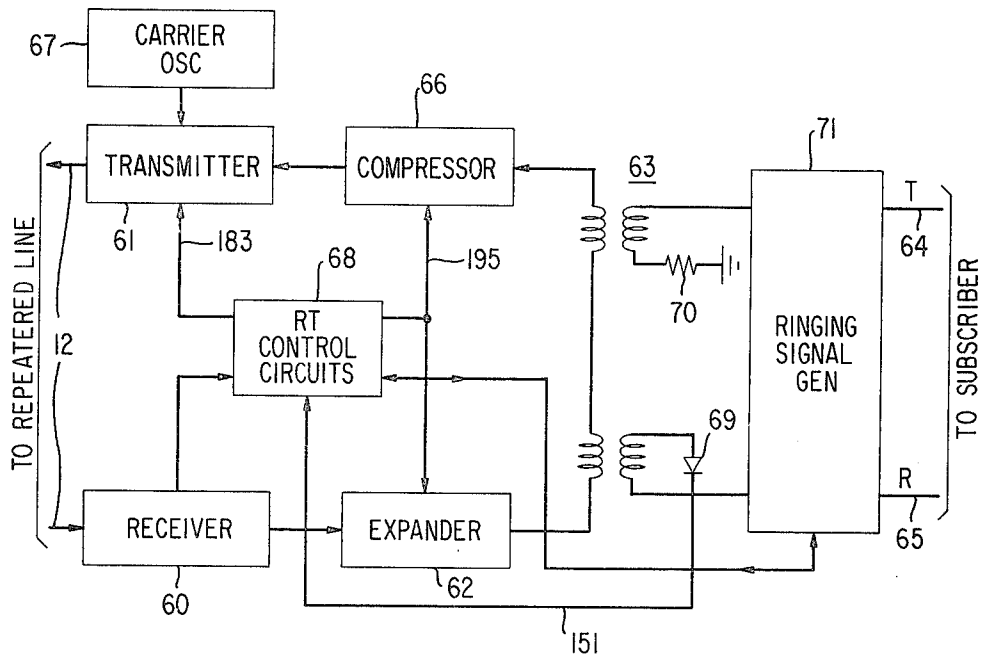 67
CARRIER
OSC
66
71
TRANSMITTER
COMPRESSOR
63
T
64
61
183
68
195
70
TO REPEATERED LINE
12
RT
CONTROL
CIRCUITS
RINGING
SIGNAL
GEN
TO SUBSCRIBER
69
R
65
RECEIVER
EXPANDER
60
62
151